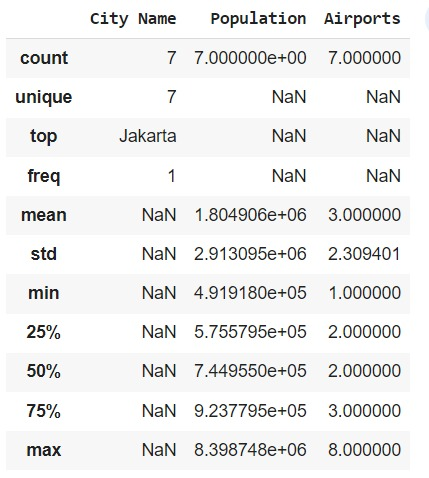 City Name Population Airports
count 7 7.000000e+00 7.000000
unique 7 NaN NaN
top Jakarta NaN NaN
freq 1 NaN NaN
mean NaN 1.804906e+06 3.000000
std NaN 2.913095e+06 2.309401
min NaN 4.919180e+05 1.000000
25% NaN 5.755795e+05 2.000000
50% NaN 7.449550e+05 2.000000
75% NaN 9.237795e+05 3.000000
max NaN 8.398748e+06 8.000000